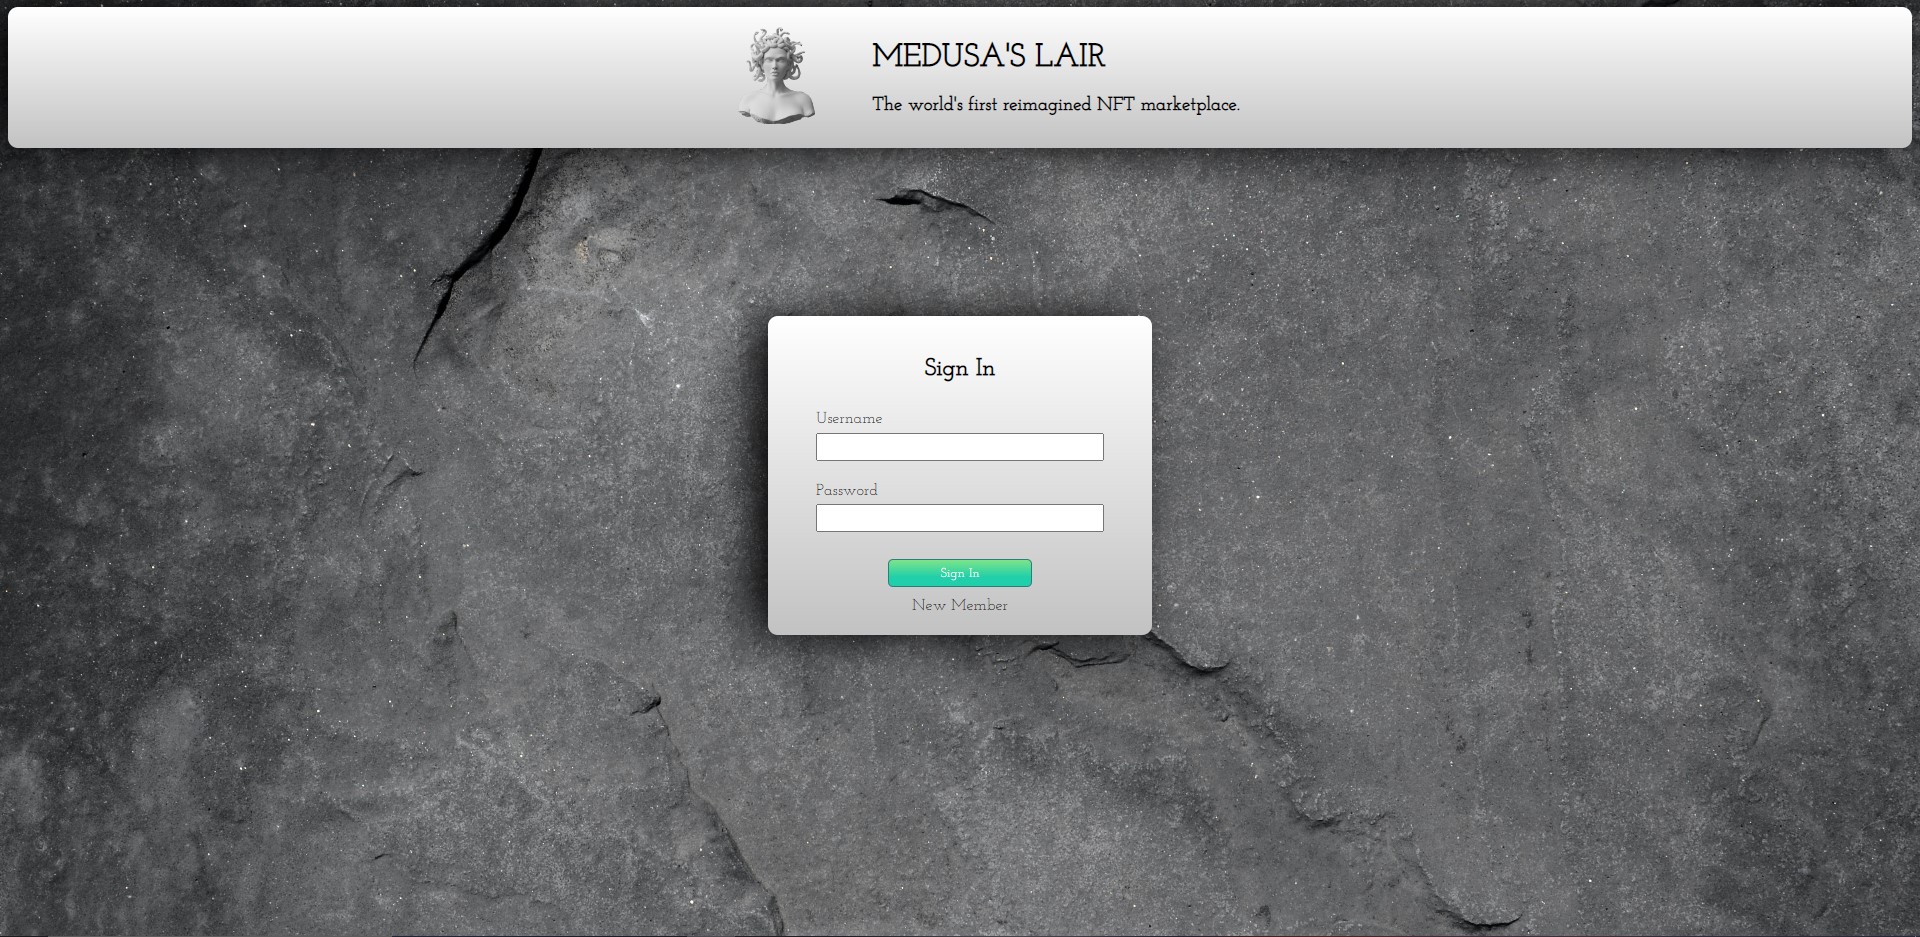 MEDUSA'S LAIR
The world's first reimagined NFT marketplace.
Sign In
Username
Password
Sign In
New Member